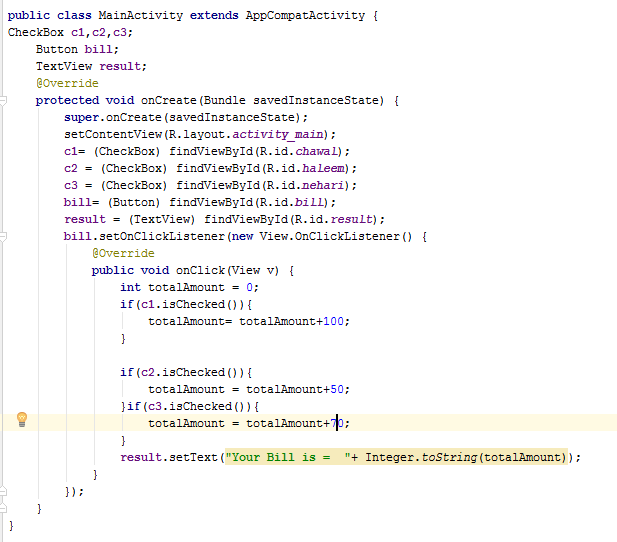 public class MainActivity extends AppCompatActivity {
CheckBox c1,c2,c3;
    Button bill;
    TextView result;
    @Override
    protected void onCreate(Bundle savedInstanceState) {
        super.onCreate(savedInstanceState);
        setContentView(R.layout.activity_main);
        c1= (CheckBox) findViewById(R.id.chawal);
        c2 = (CheckBox) findViewById(R.id.haleem);
        c3 = (CheckBox) findViewById(R.id.nehari);
        bill= (Button) findViewById(R.id.bill);
        result = (TextView) findViewById(R.id.result);
        bill.setOnClickListener(new View.OnClickListener() {
            @Override
            public void onClick(View v) {
                int totalAmount = 0;
                if(c1.isChecked()){
                    totalAmount= totalAmount+100;
                }

                if(c2.isChecked()){
                    totalAmount = totalAmount+50;
                }if(c3.isChecked()){
                    totalAmount = totalAmount+70;
                }
                result.setText("Your Bill is =  "+ Integer.toString(totalAmount));
            }
        });
    }
}